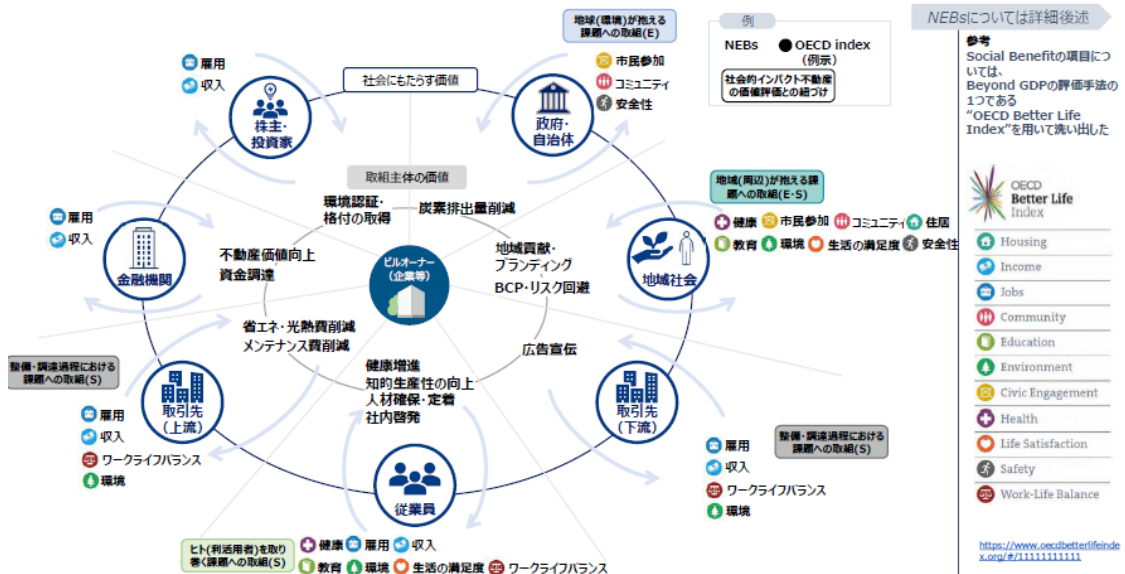 NEBsについては詳細後述
例
NEBs ●OECD index
(例示)
社会的インパクト不動産
の価値評価との紐づけ
参考
Social Benefitの項目につ
いては、
Beyond GDPの評価手法の
1つである
“OECD Better Life
Index”を用いて洗い出した
OECD
Better Life
Index
Housing
Income
Jobs
Community
Education
Environment
Civic Engagement
Health
Life Satisfaction
Safety
Work-Life Balance
https://www.oecdbetterlifeinde
x.org/#/11111111111
地球(環境)が抱える
課題への取組(E)
市民参加
コミュニティ
安全性
雇用
収入
社会にもたらす価値
株主・
投資家
政府・
自治体
取組主体の価値
環境認証・
格付の取得
炭素排出量削減
地域(周辺)が抱える課
題への取組(E・S)
健康 市民参加 コミュニティ 住居
教育 環境 生活の満足度 安全性
雇用
収入
金融機関
不動産価値向上
資金調達
ビルオーナー
(企業等)
地域貢献・
ブランディング
BCP・リスク回避
地域社会
省エネ・光熱費削減
メンテナンス費削減
広告宣伝
健康増進
知的生産性の向上
人材確保・定着
社内啓発
整備・調達過程における
課題への取組(S)
取引先
(上流)
雇用
収入
ワークライフバランス
環境
取引先
(下流)
整備・調達過程における
課題への取組(S)
雇用
収入
ワークライフバランス
環境
従業員
ヒト(利活用者)を取り
巻く課題への取組(S)
健康 雇用 収入
教育 環境 生活の満足度 ワークライフバランス